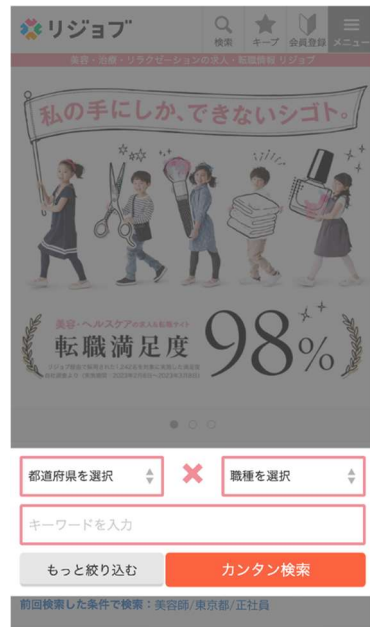 リジョブ
検索
キープ
会員登録
メニュー
美容・治療・リラクゼーションの求人・転職情報 リジョブ
私の手にしか、できないシゴト。
美容・ヘルスケアの求人&転職サイト
転職満足度
98%
都道府県を選択
職種を選択
キーワードを入力
もっと絞り込む
カンタン検索
前回検索した条件で検索:美容師/東京都/正社員